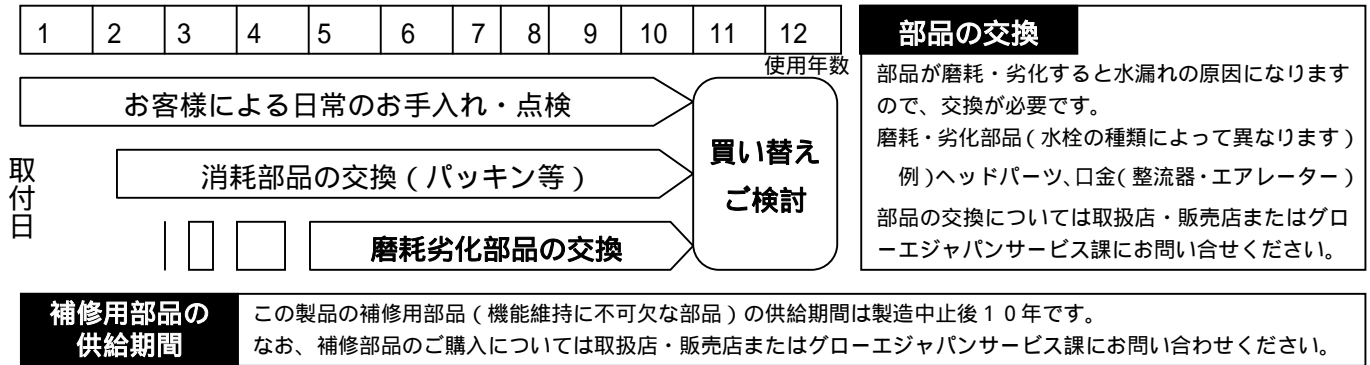 1 2 3 4 5 6 7 8 9 10 11 12
使用年数
取付日
お客様による日常のお手入れ・点検
消耗部品の交換(パッキン等)
磨耗劣化部品の交換
買い替え
ご検討
部品の交換
部品が磨耗・劣化すると水漏れの原因になります
ので、交換が必要です。
磨耗・劣化部品(水栓の種類によって異なります)
例)ヘッドパーツ、口金(整流器・エアレーター)
部品の交換については取扱店・販売店またはグロ
ーエジャパンサービス課にお問い合せください。
補修用部品の
供給期間
この製品の補修用部品(機能維持に不可欠な部品)の供給期間は製造中止後10年です。
なお、補修部品のご購入については取扱店・販売店またはグローエジャパンサービス課にお問い合わせください。